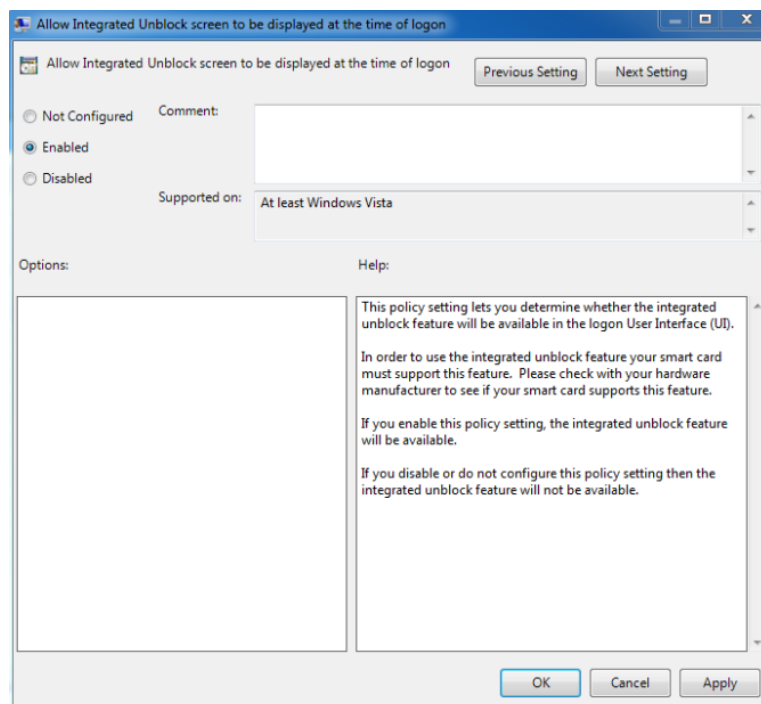 Allow Integrated Unblock screen to be displayed at the time of logon
Allow Integrated Unblock screen to be displayed at the time of logon
Previous Setting
Next Setting
Not Configured
Comment:
Enabled
Disabled
Supported on:
At least Windows Vista
Options:
Help:
This policy setting lets you determine whether the integrated
unblock feature will be available in the logon User Interface (UI).
In order to use the integrated unblock feature your smart card
must support this feature.  Please check with your hardware
manufacturer to see if your smart card supports this feature.
If you enable this policy setting, the integrated unblock feature
will be available.
If you disable or do not configure this policy setting then the
integrated unblock feature will not be available.
OK
Cancel
Apply